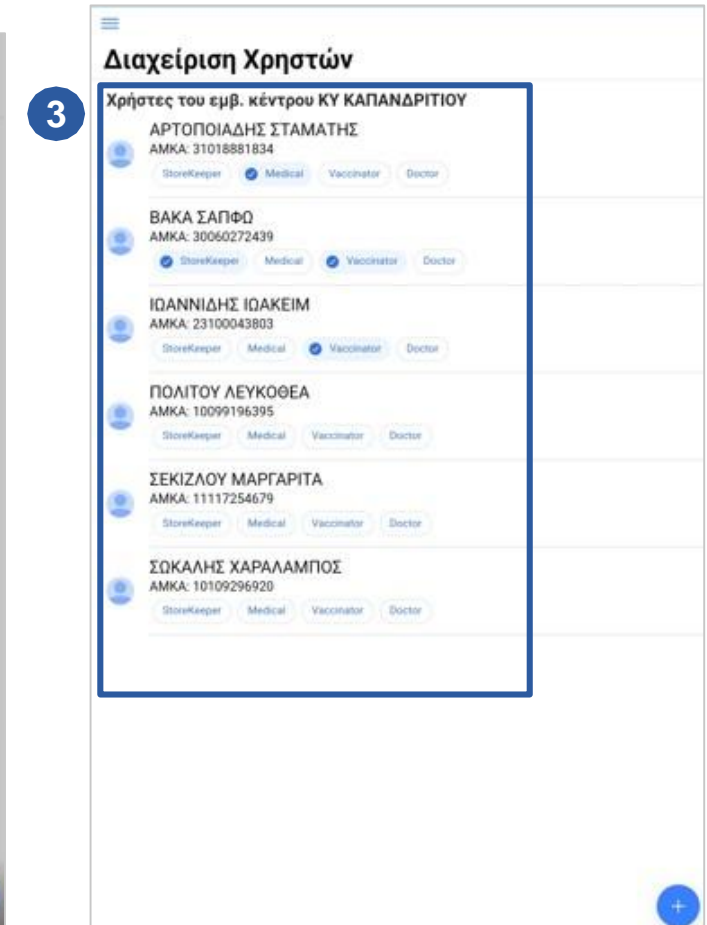 Διαχείριση Χρηστών
3
Χρήστες του εμβ. κέντρου ΚΥ ΚΑΠΑΝΔΡΙΤΙΟΥ
ΑΡΤΟΠΟΙΑΔΗΣ ΣΤΑΜΑΤΗΣ
ΑΜΚΑ: 31018881834
StoreKeeper Medical Vaccinator Doctor
ΒΑΚΑ ΣΑΠΦΩ
ΑΜΚΑ: 30060272439
StoreKeeper Medical Vaccinator Doctor
ΙΩΑΝΝΙΔΗΣ ΙΩΑΚΕΙΜ
ΑΜΚΑ: 23100043803
StoreKeeper Medical Vaccinator Doctor
ΠΟΛΙΤΟΥ ΛΕΥΚΟΘΕΑ
ΑΜΚΑ: 10099196395
StoreKeeper Medical Vaccinator Doctor
ΣΕΚΙΖΛΟΥ ΜΑΡΓΑΡΙΤΑ
ΑΜΚΑ: 11117254679
StoreKeeper Medical Vaccinator Doctor
ΣΩΚΑΛΗΣ ΧΑΡΑΛΑΜΠΟΣ
ΑΜΚΑ: 10109296920
StoreKeeper Medical Vaccinator Doctor